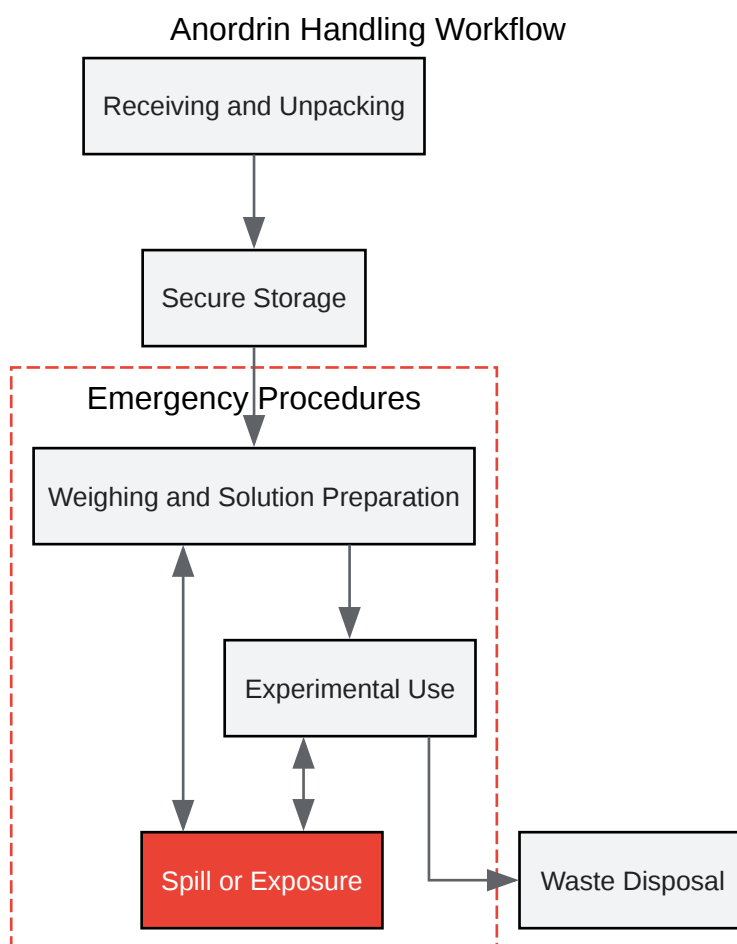 Anordrin Handling Workflow
Receiving and Unpacking
Secure Storage
Emergency Procedures
Weighing and Solution Preparation
Experimental Use
Spill or Exposure
Waste Disposal